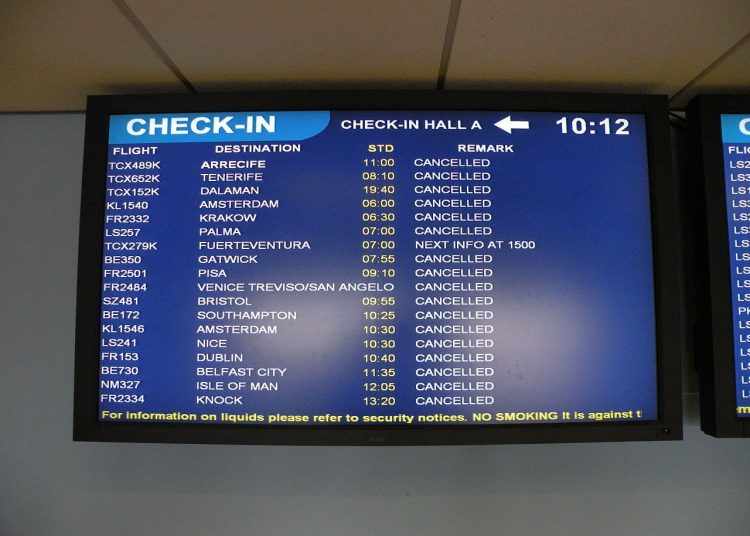 CHECK-IN CHECK-IN HALL A 10:12
FLIGHT DESTINATION STD REMARK
TCX489K ARRECIFE 11:00 CANCELLED
TCX652K TENERIFE 08:10 CANCELLED
TCX152K DALAMAN 19:40 CANCELLED
KL1540 AMSTERDAM 06:00 CANCELLED
FR2332 KRAKOW 06:30 CANCELLED
LS257 PALMA 07:00 CANCELLED
TCX279K FUERTEVENTURA 07:00 NEXT INFO AT 1500
BE350 GATWICK 07:55 CANCELLED
FR2501 PISA 09:10 CANCELLED
FR2484 VENICE TREVISO/SAN ANGELO CANCELLED
SZ481 BRISTOL 09:55 CANCELLED
BE172 SOUTHAMPTON 10:25 CANCELLED
KL1546 AMSTERDAM 10:30 CANCELLED
LS241 NICE 10:30 CANCELLED
FR153 DUBLIN 10:40 CANCELLED
BE730 BELFAST CITY 11:35 CANCELLED
NM327 ISLE OF MAN 12:05 CANCELLED
FR2334 KNOCK 13:20 CANCELLED
For information on liquids please refer to security notices. NO SMOKING It is against t
NEC